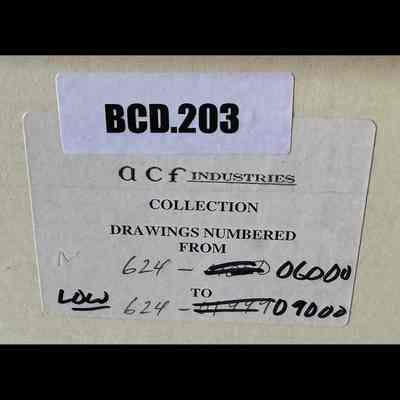 BCD.203
acf INDUSTRIES
COLLECTION
DRAWINGS NUMBERED
FROM
624 - 06000
TO
LOW 624 - 09000